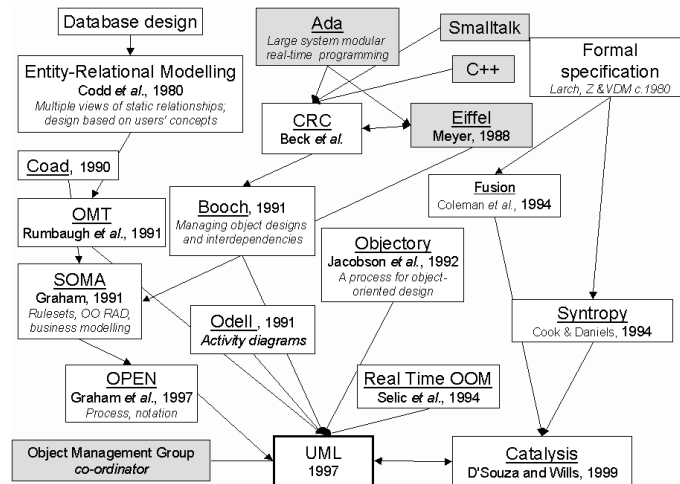 Database design
Ada
Large system modular
real-time programming
Smalltalk
C++
Formal
specification
Larch, Z & VDM c.1980
Entity-Relational Modelling
Codd et al., 1980
Multiple views of static relationships;
design based on users' concepts
CRC
Beck et al.
Eiffel
Meyer, 1988
Coad, 1990
OMT
Rumbaugh et al., 1991
Booch, 1991
Managing object designs
and interdependencies
Fusion
Coleman et al., 1994
Objectory
Jacobson et al., 1992
A process for object-
oriented design
SOMA
Graham, 1991
Rulesets, OO RAD,
business modelling
Odell, 1991
Activity diagrams
Syntropy
Cook & Daniels, 1994
OPEN
Graham et al., 1997
Process, notation
Real Time OOM
Selic et al., 1994
Object Management Group
co-ordinator
UML
1997
Catalysis
D'Souza and Wills, 1999